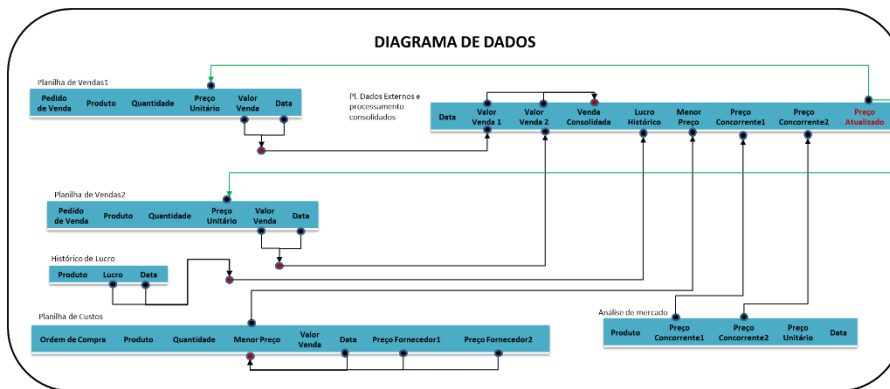 DIAGRAMA DE DADOS
Planilha de Vendas1
Pedido
de Venda
Produto
Quantidade
Preço
Unitário
Valor
Venda
Data
Pl. Dados Externos e
processamento
consolidados
Data
Valor
Venda 1
Valor
Venda 2
Venda
Consolidada
Lucro
Histórico
Menor
Preço
Preço
Concorrente1
Preço
Concorrente2
Preço
Atualizado
Planilha de Vendas2
Pedido
de Venda
Produto
Quantidade
Preço
Unitário
Valor
Venda
Data
Histórico de Lucro
Produto
Lucro
Data
Planilha de Custos
Ordem de Compra
Produto
Quantidade
Menor Preço
Valor
Venda
Data
Preço Fornecedor1
Preço Fornecedor2
Análise de mercado
Produto
Preço
Concorrente1
Preço
Concorrente2
Preço
Unitário
Data